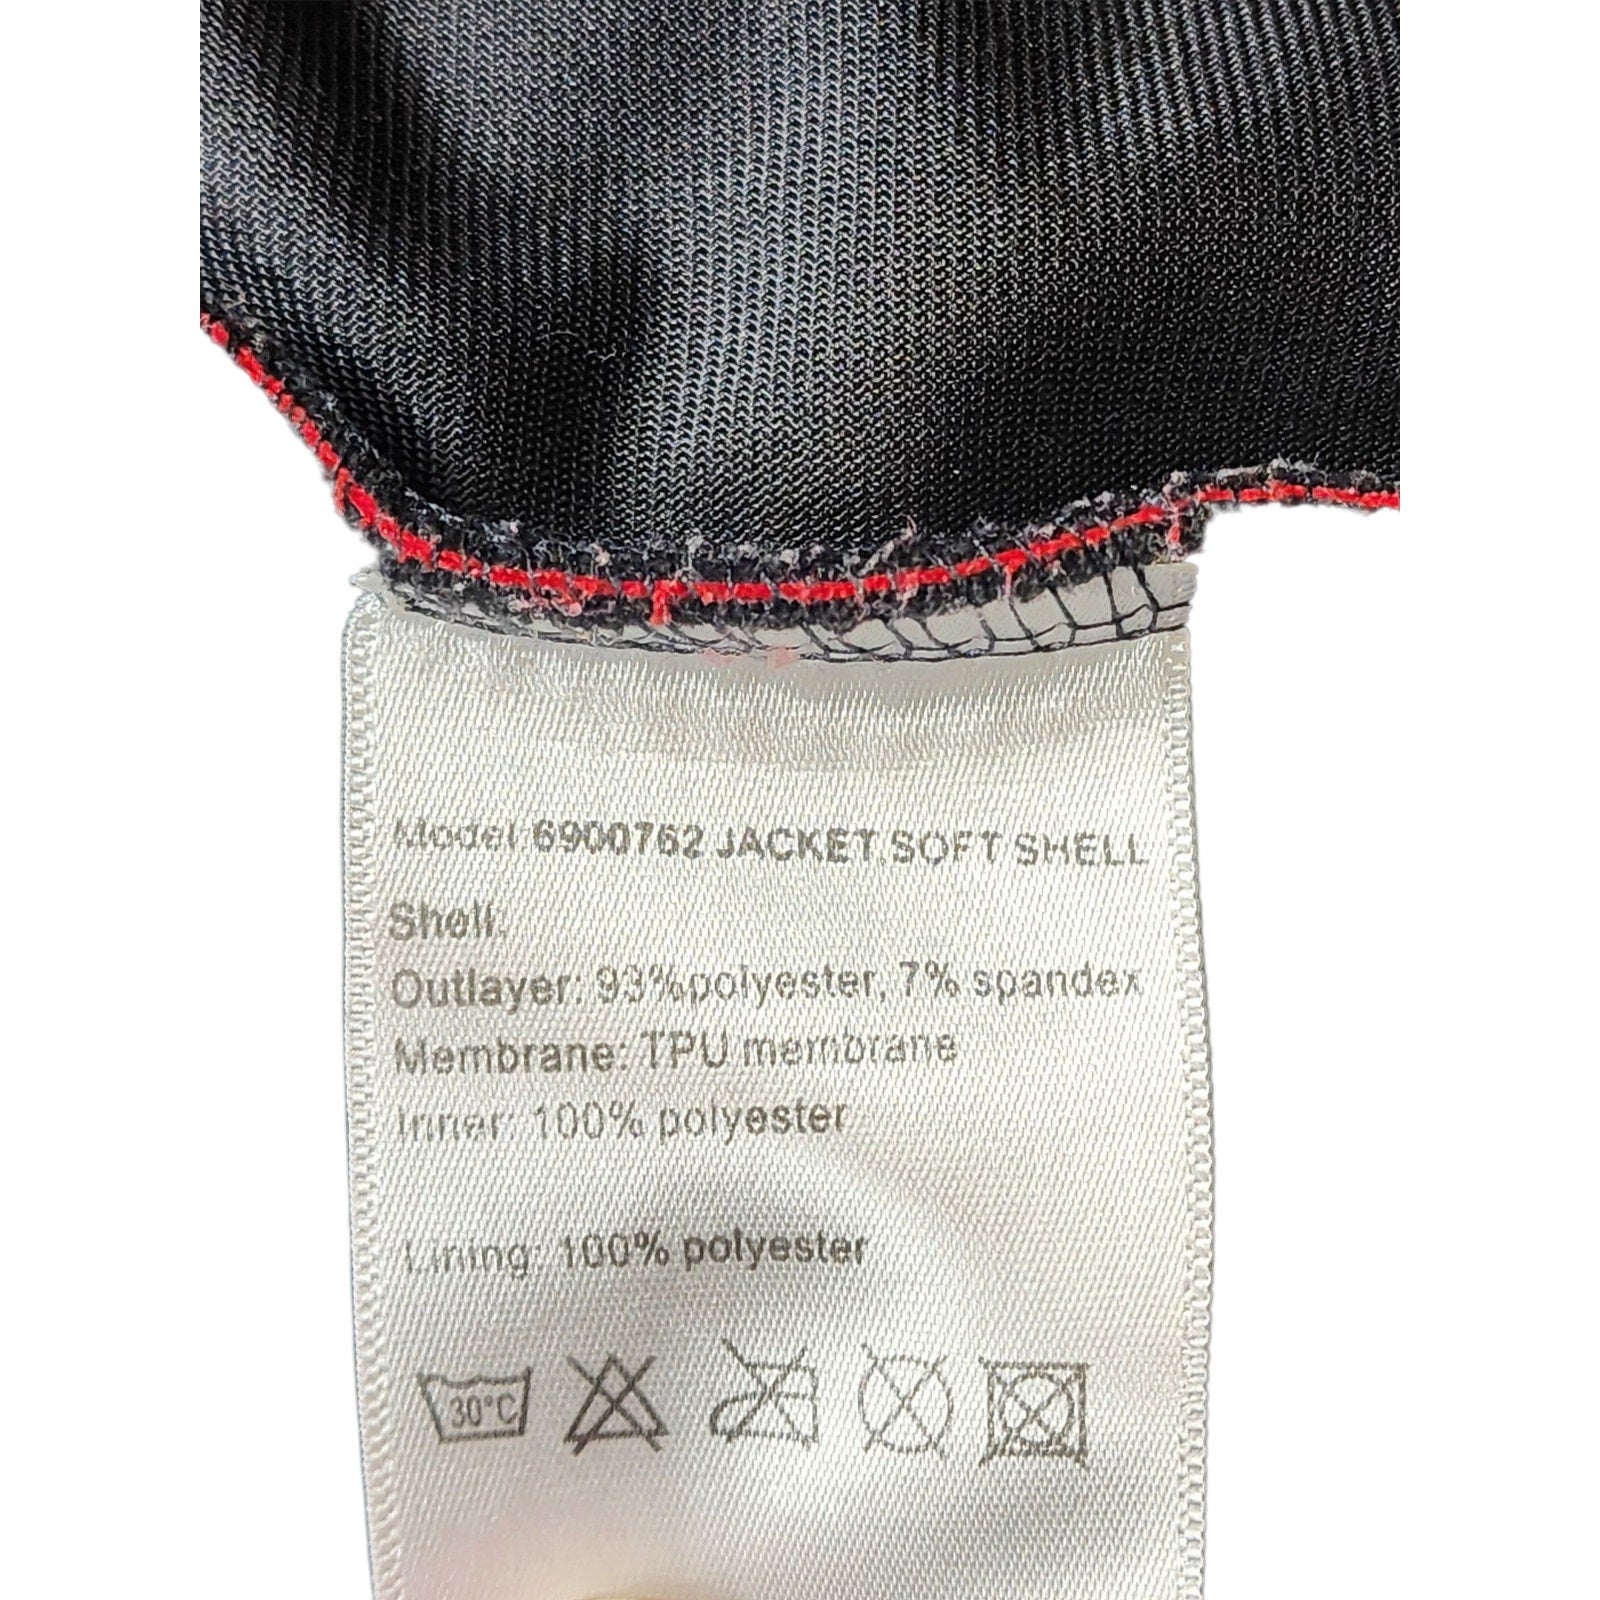 Model 6900762 JACKET,SOFT SHELL
Shell:
Outlayer: 93%polyester, 7% spandex
Membrane: TPU membrane
Inner: 100% polyester
Lining: 100% polyester
30°C